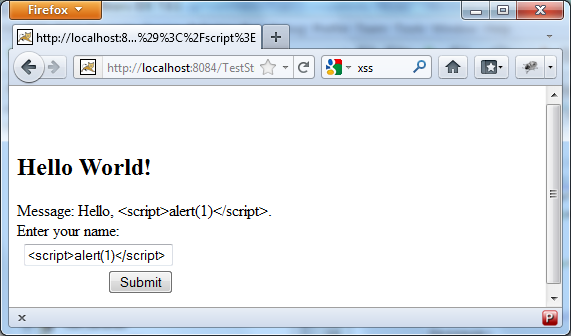 Firefox
http://localhost:8...%29%3C%2Fscript%3E
http://localhost:8084/TestSt
xss
Hello World!
Message: Hello, <script>alert(1)</script>.
Enter your name:
<script>alert(1)</script>
Submit